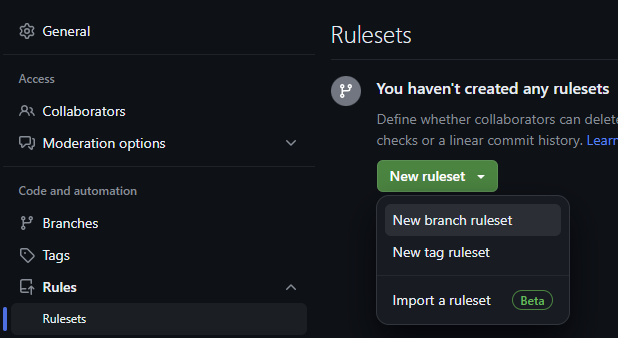 General
Access
Collaborators
Moderation options
Code and automation
Branches
Tags
Rules
Rulesets
Rulesets
You haven't created any rulesets
Define whether collaborators can delete
checks or a linear commit history. Learn
New ruleset
New branch ruleset
New tag ruleset
Import a ruleset Beta